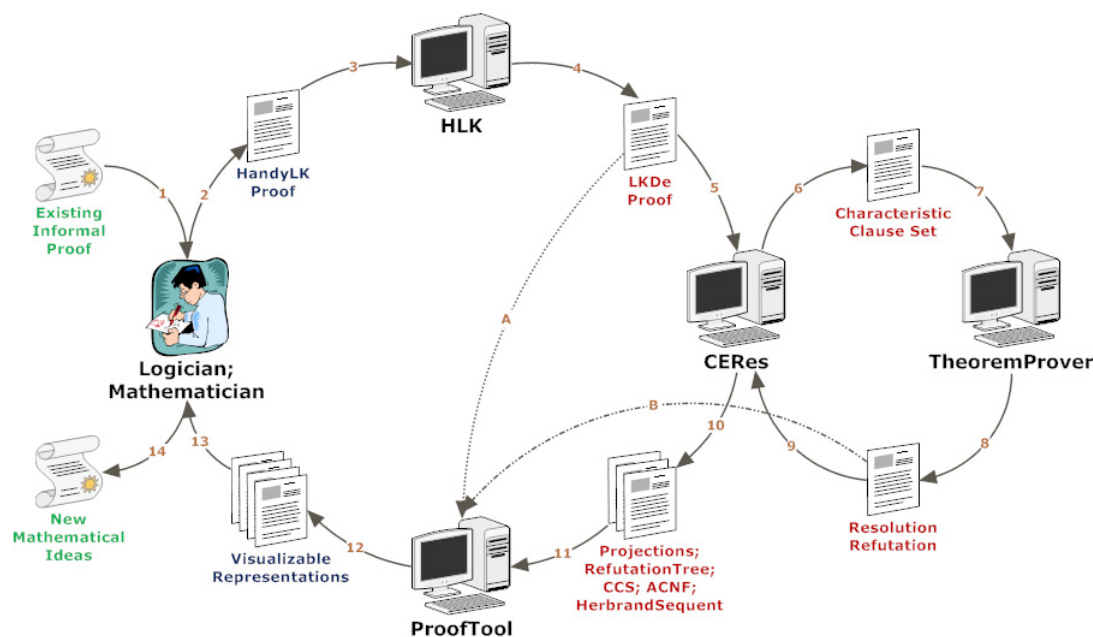 3
4
HLK
HandyLK
Proof
LKDe
Proof
1
2
5
6
7
Existing
Informal
Proof
Characteristic
Clause Set
A
Logician;
Mathematician
CERes
TheoremProver
B
10
9
8
14
13
New
Mathematical
Ideas
Visualizable
Representations
12
11
ProofTool
Projections;
RefutationTree;
CCS; ACNF;
HerbrandSequent
Resolution
Refutation